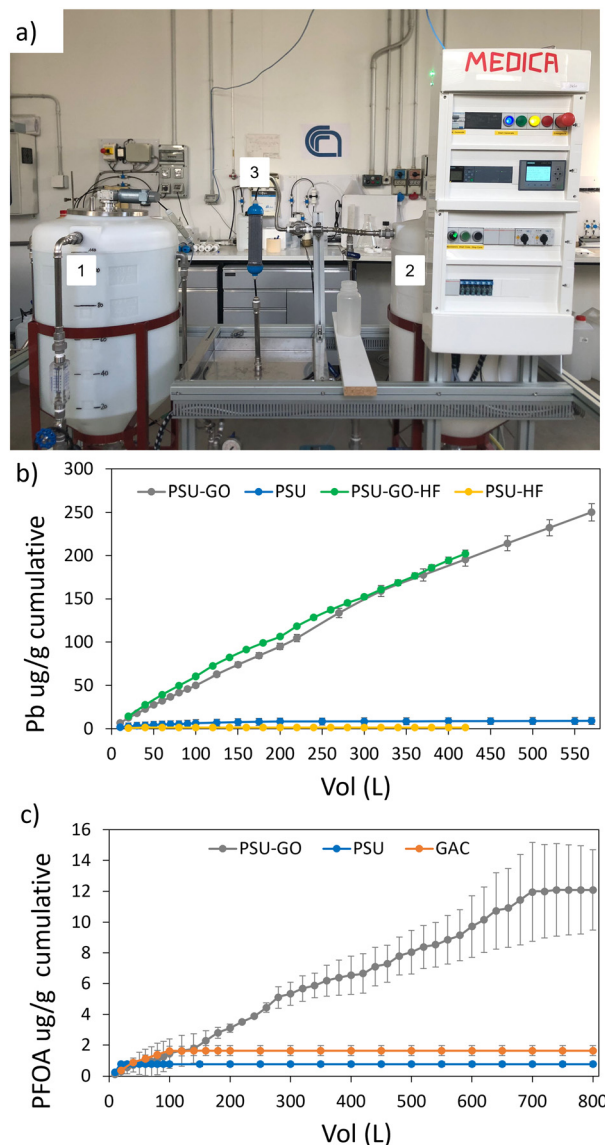 a)
MEDICA
3
1
2
b)
PSU-GO PSU PSU-GO-HF PSU-HF
Pb ug/g cumulative
300
250
200
150
100
50
0
0 50 100 150 200 250 300 350 400 450 500 550
Vol (L)
c)
PSU-GO PSU GAC
PFOA ug/g cumulative
16
14
12
10
8
6
4
2
0
0 100 200 300 400 500 600 700 800
Vol (L)